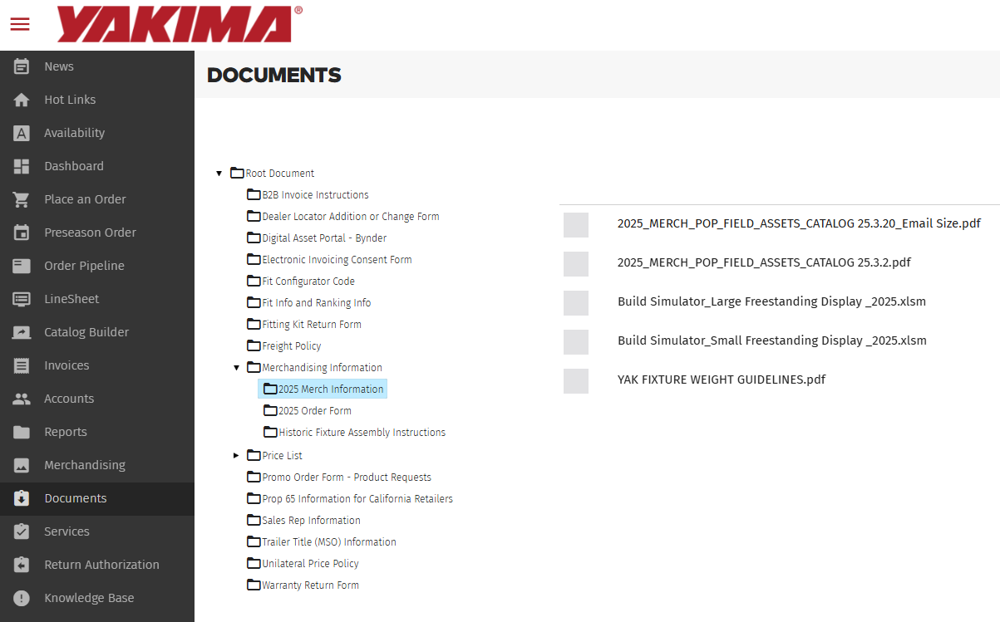 YAKIMA®
News
Hot Links
Availability
Dashboard
Place an Order
Preseason Order
Order Pipeline
LineSheet
Catalog Builder
Invoices
Accounts
Reports
Merchandising
Documents
Services
Return Authorization
Knowledge Base
DOCUMENTS
Root Document
B2B Invoice Instructions
Dealer Locator Addition or Change Form
Digital Asset Portal - Bynder
Electronic Invoicing Consent Form
Fit Configurator Code
Fit Info and Ranking Info
Fitting Kit Return Form
Freight Policy
Merchandising Information
2025 Merch Information
2025 Order Form
Historic Fixture Assembly Instructions
Price List
Promo Order Form - Product Requests
Prop 65 Information for California Retailers
Sales Rep Information
Trailer Title (MSO) Information
Unilateral Price Policy
Warranty Return Form
2025_MERCH_POP_FIELD_ASSETS_CATALOG 25.3.20_Email Size.pdf
2025_MERCH_POP_FIELD_ASSETS_CATALOG 25.3.2.pdf
Build Simulator_Large Freestanding Display _2025.xlsm
Build Simulator_Small Freestanding Display _2025.xlsm
YAK FIXTURE WEIGHT GUIDELINES.pdf